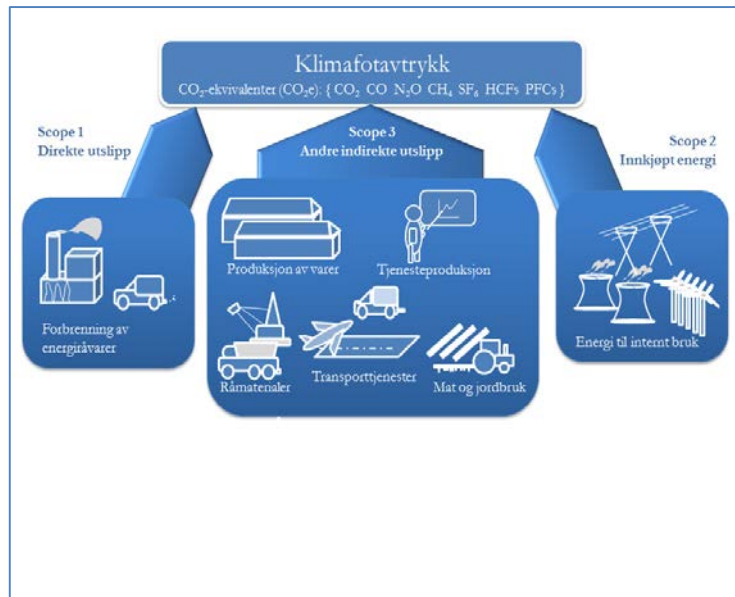 Klimafotavtrykk
CO₂-ekvivalenter (CO₂e): { CO₂ CO N₂O CH₄ SF₆ HCFs PFCs }
Scope 1
Direkte utslipp
Scope 3
Andre indirekte utslipp
Scope 2
Innkjøpt energi
Produksjon av varer
Tjenesteproduksjon
Forbrenning av
energiråvarer
Råmatenaler
Transporttjenester
Mat og jordbruk
Energi til internt bruk